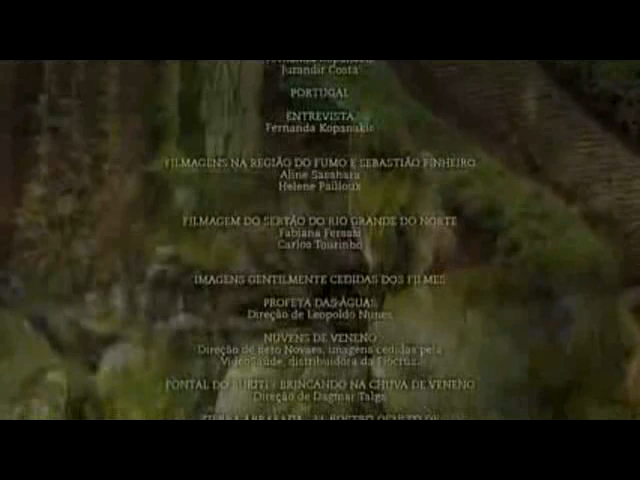 Jurandir Costa
PORTUGAL
ENTREVISTA
Fernanda Kopanakis
FILMAGENS NA REGIÃO DO FUMO E SEBASTIÃO PINHEIRO
Aline Sasahara
Helene Pailloux
FILMAGEM DO SERTÃO DO RIO GRANDE DO NORTE
Fabiana
Carlos Tourinho
IMAGENS GENTILMENTE CEDIDAS DOS FILMES
PROFETA DAS ÁGUAS
Direção de Leopoldo Nunes
NUVENS DE VENENO
Direção de Beto Novaes, imagens cedidas pela
VideoSaúde, distribuidora da Fiocruz.
PONTAL DO BURITI - BRINCANDO NA CHUVA DE VENENO
Direção de Dagmar Talga